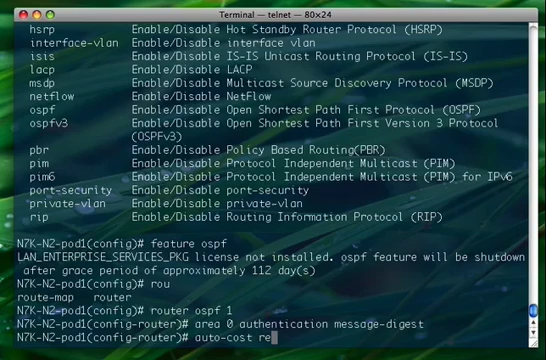 Terminal — telnet — 80×24
hsrp Enable/Disable Hot Standby Router Protocol (HSRP)
interface-vlan Enable/Disable interface vlan
isis Enable/Disable IS-IS Unicast Routing Protocol (IS-IS)
lacp Enable/Disable LACP
msdp Enable/Disable Multicast Source Discovery Protocol (MSDP)
netflow Enable/Disable NetFlow
ospf Enable/Disable Open Shortest Path First Protocol (OSPF)
ospfv3 Enable/Disable Open Shortest Path First Version 3 Protocol
(OSPFv3)
pbr Enable/Disable Policy Based Routing(PBR)
pim Enable/Disable Protocol Independent Multicast (PIM)
pim6 Enable/Disable Protocol Independent Multicast (PIM) for IPv6
port-security Enable/Disable port-security
private-vlan Enable/Disable private-vlan
rip Enable/Disable Routing Information Protocol (RIP)
N7K-N2-pod1(config)# feature ospf
LAN_ENTERPRISE_SERVICES_PKG license not installed. ospf feature will be shutdown
after grace period of approximately 112 day(s)
N7K-N2-pod1(config)# rou
route-map router
N7K-N2-pod1(config)# router ospf 1
N7K-N2-pod1(config-router)# area 0 authentication message-digest
N7K-N2-pod1(config-router)# auto-cost re